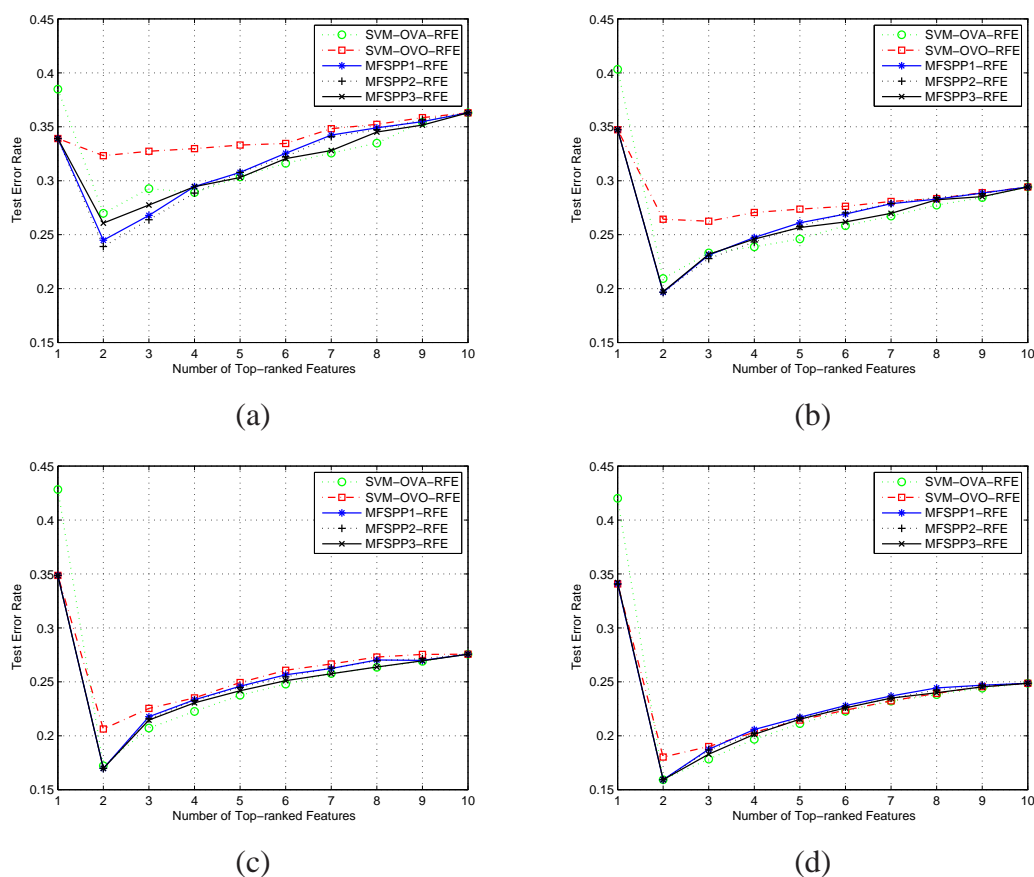 0.45
0.4
0.35
0.3
0.25
0.2
0.15
Test Error Rate
1 2 3 4 5 6 7 8 9 10
Number of Top-ranked Features
SVM-OVA-RFE
SVM-OVO-RFE
MFSPP1-RFE
MFSPP2-RFE
MFSPP3-RFE
(a)
0.45
0.4
0.35
0.3
0.25
0.2
0.15
Test Error Rate
1 2 3 4 5 6 7 8 9 10
Number of Top-ranked Features
SVM-OVA-RFE
SVM-OVO-RFE
MFSPP1-RFE
MFSPP2-RFE
MFSPP3-RFE
(b)
0.45
0.4
0.35
0.3
0.25
0.2
0.15
Test Error Rate
1 2 3 4 5 6 7 8 9 10
Number of Top-ranked Features
SVM-OVA-RFE
SVM-OVO-RFE
MFSPP1-RFE
MFSPP2-RFE
MFSPP3-RFE
(c)
0.45
0.4
0.35
0.3
0.25
0.2
0.15
Test Error Rate
1 2 3 4 5 6 7 8 9 10
Number of Top-ranked Features
SVM-OVA-RFE
SVM-OVO-RFE
MFSPP1-RFE
MFSPP2-RFE
MFSPP3-RFE
(d)